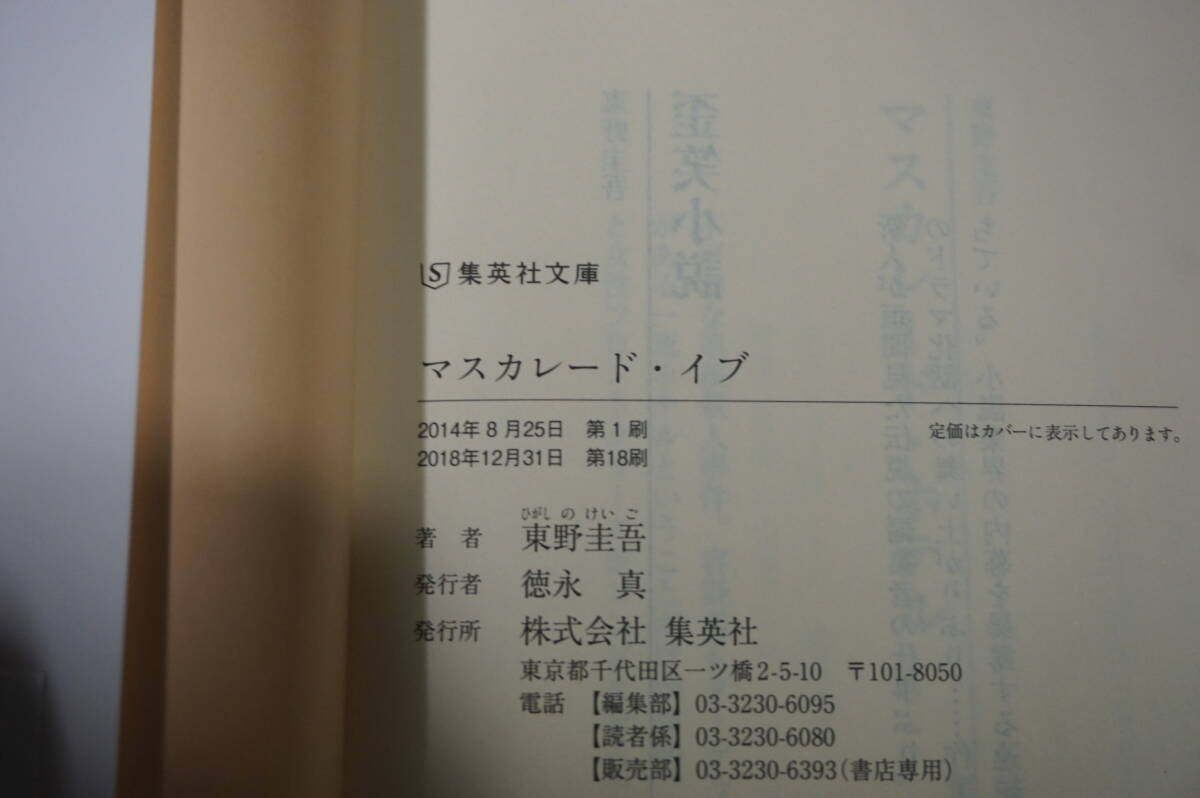 S 集英社文庫
マスカレード・イブ
2014年8月25日 第1刷
2018年12月31日 第18刷
定価はカバーに表示してあります。
ひがしの けいご
著 者 東野圭吾
発行者 徳永 真
発行所 株式会社 集英社
東京都千代田区一ツ橋2-5-10 〒101-8050
電話 【編集部】03-3230-6095
【読者係】03-3230-6080
【販売部】03-3230-6393(書店専用)
歪笑小説